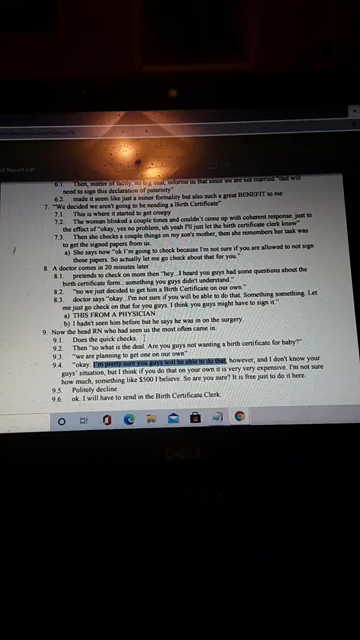 d Report.pdf
6.1. Then, matter of factly, no big deal, informs us that since we are not married "dad will
need to sign this declaration of paternity"
6.2. made it seem like just a minor formality but also such a great BENEFIT to me
7. "We decided we aren't going to be needing a Birth Certificate"
7.1. This is where it started to get creepy
7.2. The woman blinked a couple times and couldn't come up with coherent response, just to
the effect of "okay, yes no problem, uh yeah I'll just let the birth certificate clerk know"
7.3. Then she checks a couple things on my son's mother, then she remembers her task was
to get the signed papers from us.
a) She says now "ok I'm going to check because I'm not sure if you are allowed to not sign
those papers. So actually let me go check about that for you."
8. A doctor comes in 20 minutes later
8.1. pretends to check on mom then "hey...I heard you guys had some questions about the
birth certificate form...something you guys didn't understand."
8.2. "no we just decided to get him a Birth Certificate on our own."
8.3. doctor says "okay...I'm not sure if you will be able to do that. Something something. Let
me just go check on that for you guys. I think you guys might have to sign it."
a) THIS FROM A PHYSICIAN
b) I hadn't seen him before but he says he was in on the surgery
9. Now the head RN who had seen us the most often came in.
9.1. Does the quick checks.
9.2. Then "so what is the deal. Are you guys not wanting a birth certificate for baby?"
9.3. "we are planning to get one on our own"
9.4. "okay. I'm pretty sure you guys will be able to do that, however, and I don't know your
guys' situation, but I think if you do that on your own it is very very expensive. I'm not sure
how much, something like $500 I believe. So are you sure? It is free just to do it here.
9.5. Politely decline
9.6. ok. I will have to send in the Birth Certificate Clerk.
DELL